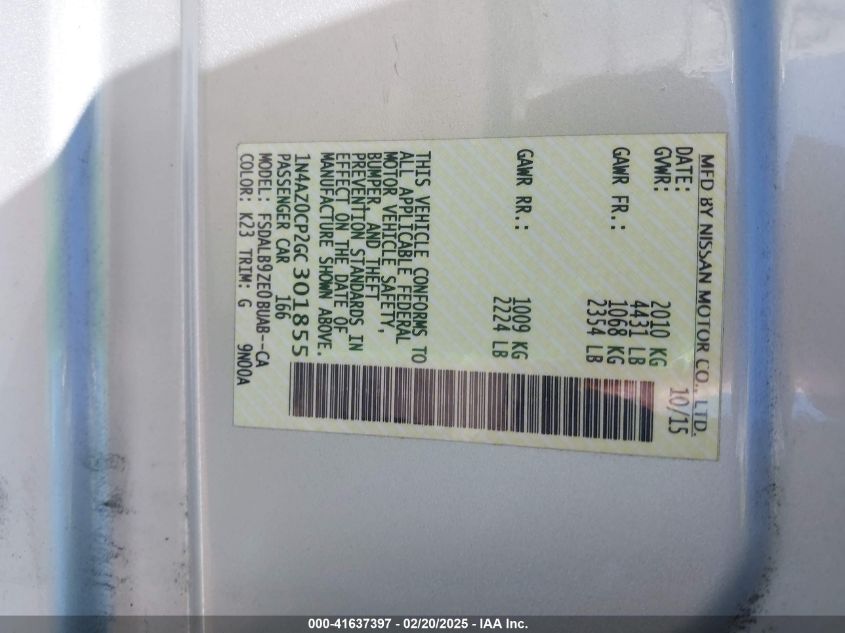 MFD BY NISSAN MOTOR CO., LTD.
DATE: 10/15
GVWR: 2010 KG
4431 LB
GAWR FR.: 1068 KG
2354 LB
GAWR RR.: 1009 KG
2224 LB
THIS VEHICLE CONFORMS TO
ALL APPLICABLE FEDERAL
MOTOR VEHICLE SAFETY,
BUMPER, AND THEFT
PREVENTION STANDARDS IN
EFFECT ON THE DATE OF
MANUFACTURE SHOWN ABOVE.
1N4AZ0CP2GC301855
PASSENGER CAR 166
MODEL: FSDALB9ZE0BUAB--CA
COLOR: K23 TRIM: G 9N00A
000-41637397 - 02/20/2025 - IAA Inc.